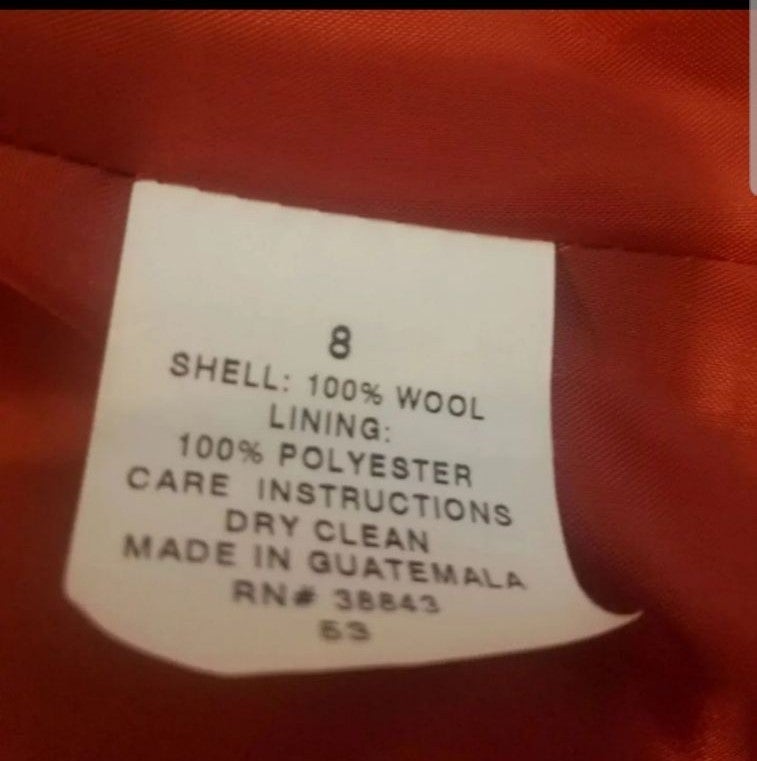 8
SHELL: 100% WOOL
LINING:
100% POLYESTER
CARE INSTRUCTIONS
DRY CLEAN
MADE IN GUATEMALA
RN# 38843
53